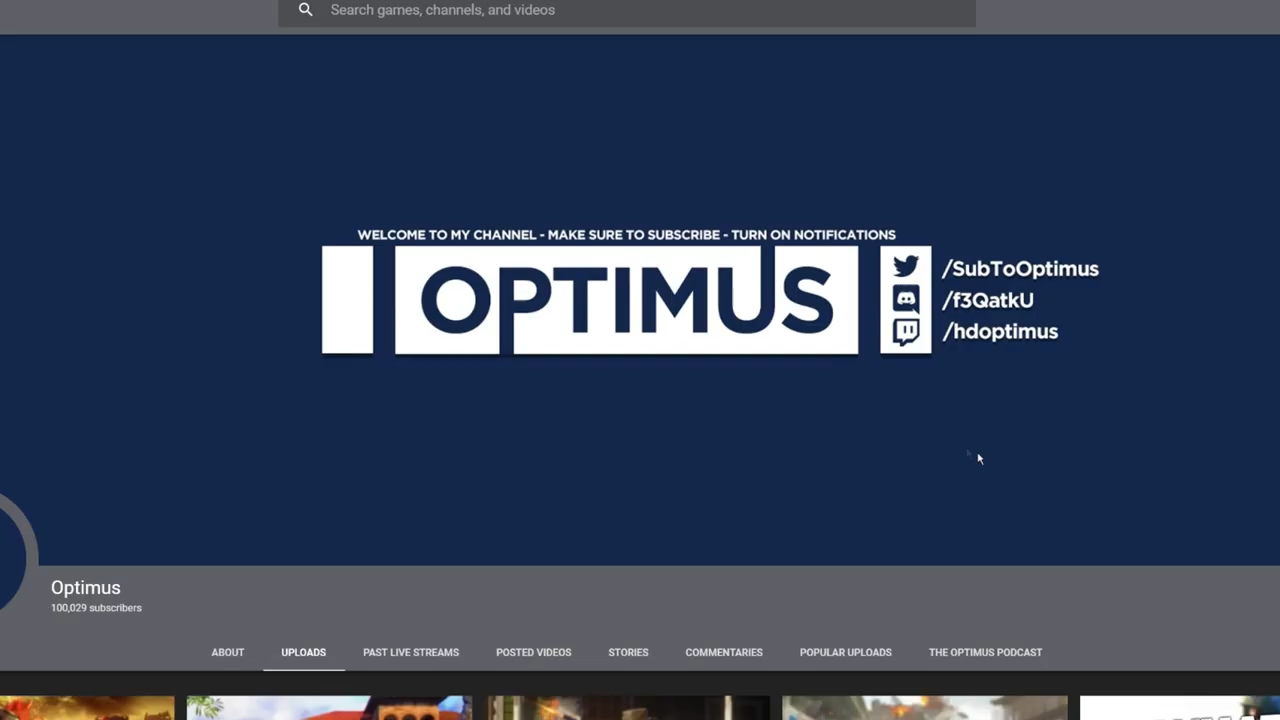 Search games, channels, and videos
WELCOME TO MY CHANNEL - MAKE SURE TO SUBSCRIBE - TURN ON NOTIFICATIONS
OPTIMUS
/SubToOptimus
/f3QatkU
/hdoptimus
Optimus
100,029 subscribers
ABOUT UPLOADS PAST LIVE STREAMS POSTED VIDEOS STORIES COMMENTARIES POPULAR UPLOADS THE OPTIMUS PODCAST